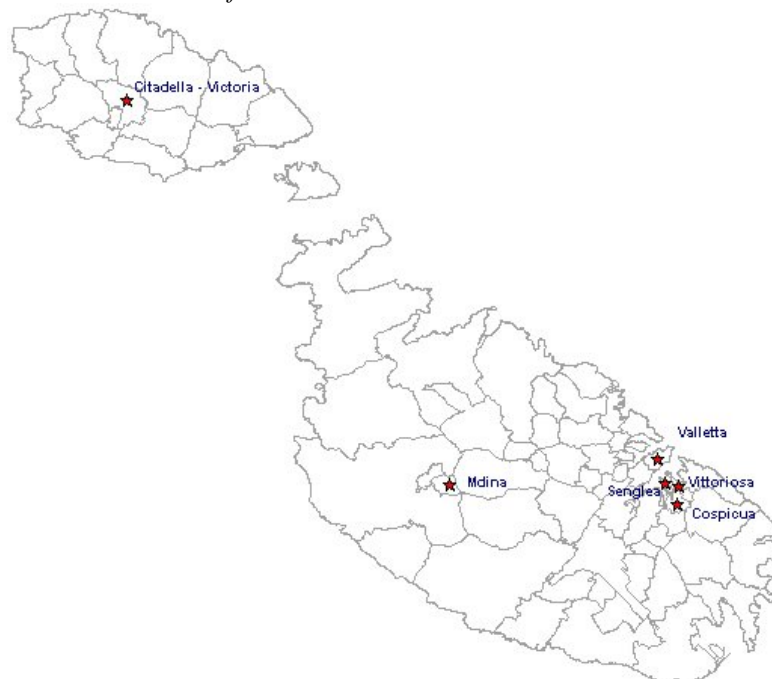 Citadella - Victoria
Valletta
Mdina
Senglea
Vittoriosa
Cospicua